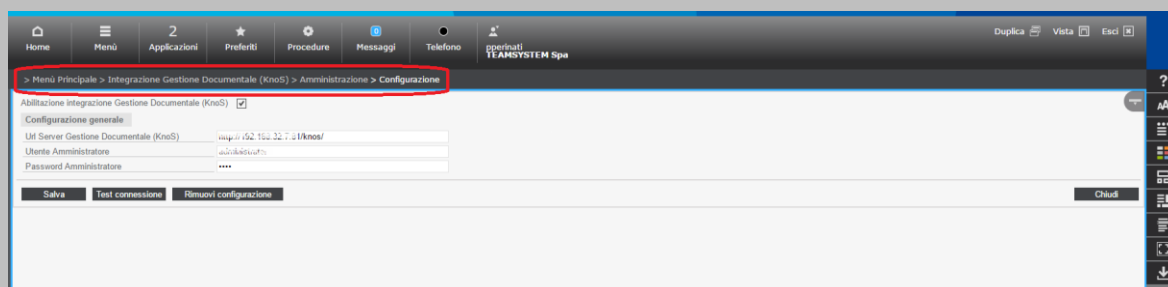 2
0
Duplica Vista Esci
Home Menù Applicazioni Preferiti Procedure Messaggi Telefono pperinati
TEAMSYSTEM Spa
> Menù Principale > Integrazione Gestione Documentale (KnoS) > Amministrazione > Configurazione
Abilitazione integrazione Gestione Documentale (KnoS)
Configurazione generale
Url Server Gestione Documentale (KnoS) /knos/
Utente Amministratore
Password Amministratore ••••
Salva Test connessione Rimuovi configurazione Chiudi
?
AA